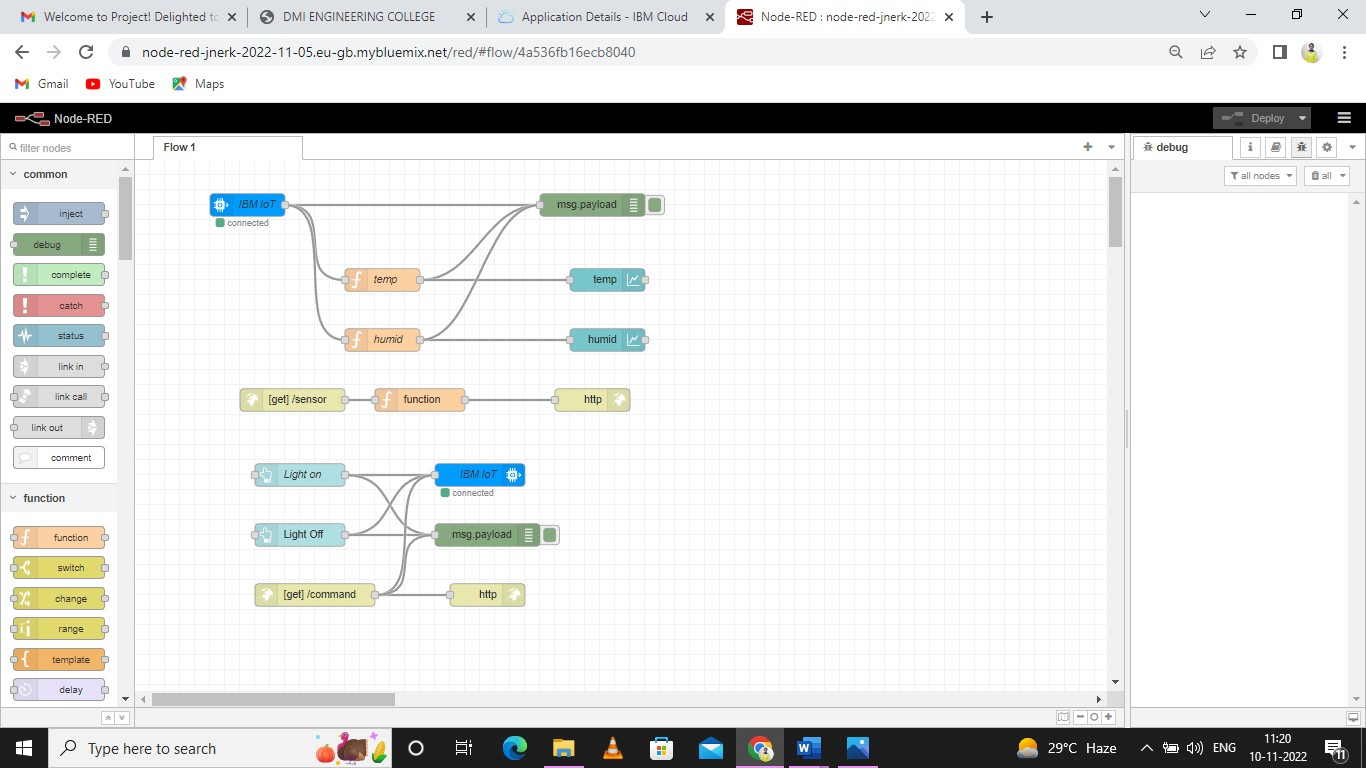 Welcome to Project! Delighted to
DMI ENGINEERING COLLEGE
Application Details - IBM Cloud
Node-RED : node-red-jnerk-2022
node-red-jnerk-2022-11-05.eu-gb.mybluemix.net/red/#flow/4a536fb16ecb8040
Gmail
YouTube
Maps
Node-RED
Deploy
filter nodes
Flow 1
debug
all nodes
all
common
inject
debug
complete
catch
status
link in
link call
link out
comment
function
function
switch
change
range
template
delay
IBM IoT
connected
msg.payload
temp
temp
humid
humid
[get] /sensor
function
http
Light on
IBM IoT
connected
Light Off
msg.payload
[get] /command
http
Type here to search
29°C Haze
ENG
11:20
10-11-2022
11